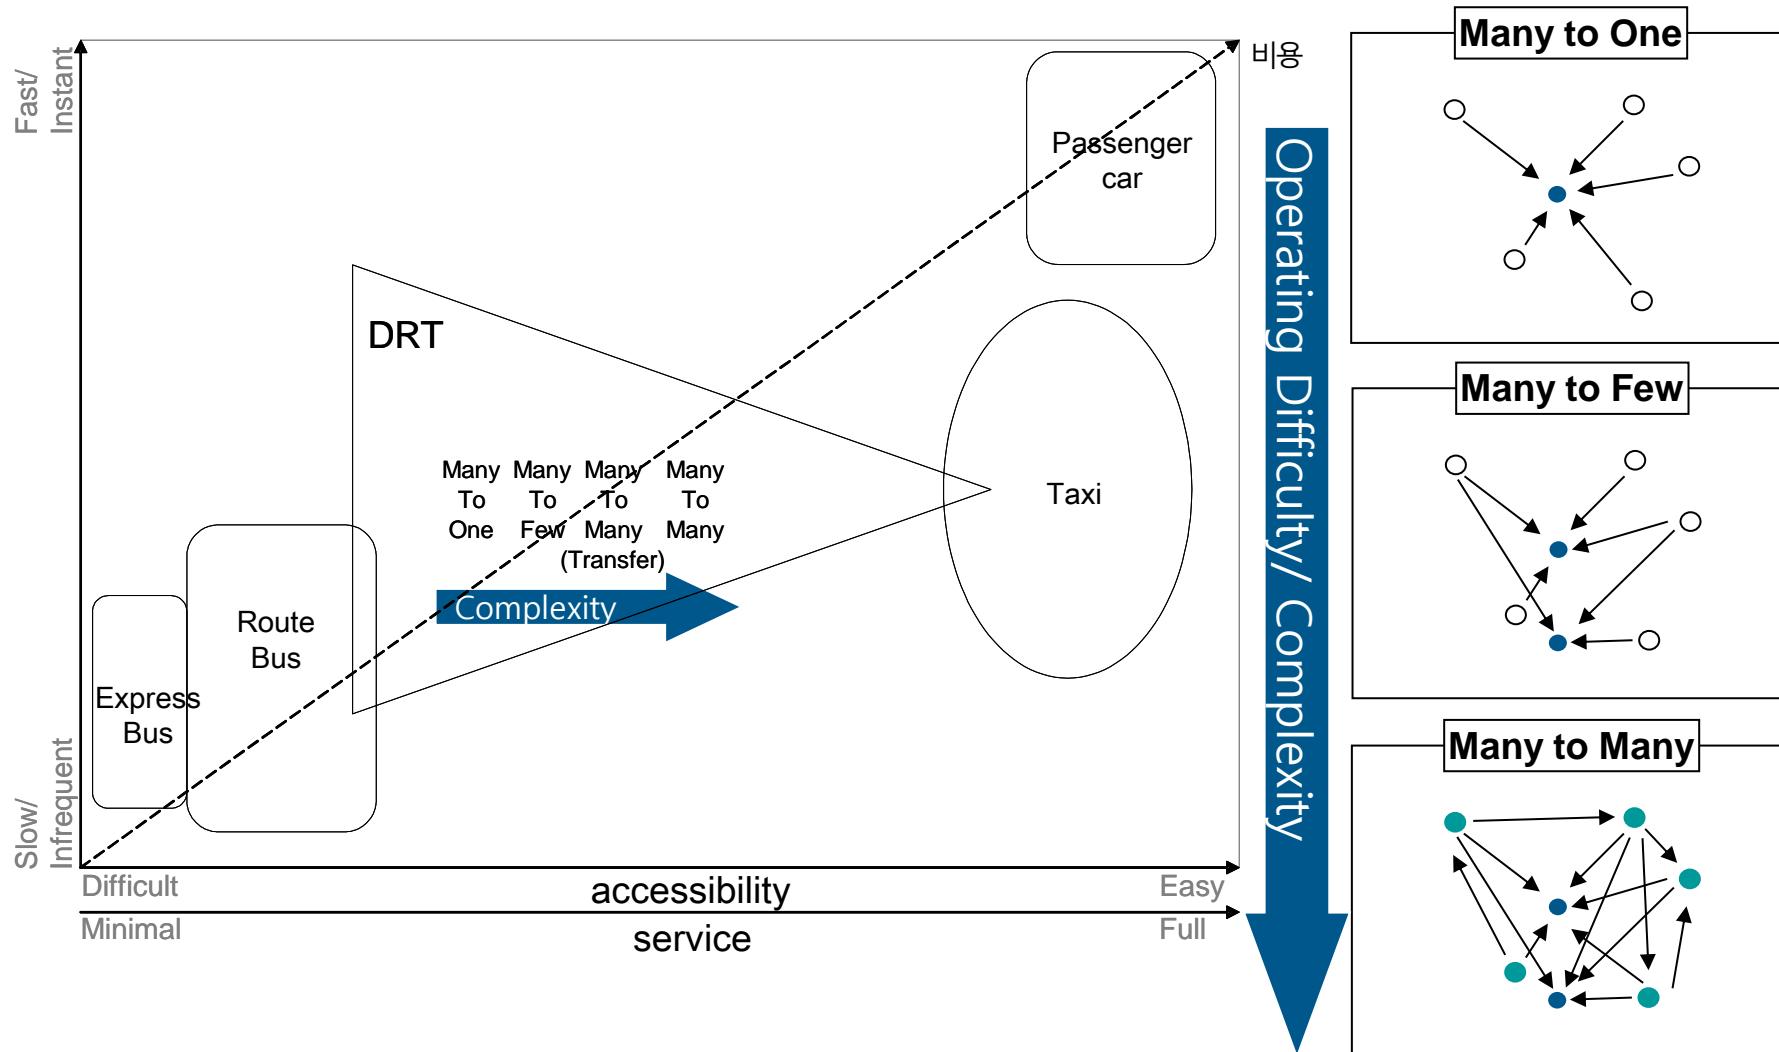 Fast/
Instant
비용
Passenger
car
DRT
Many Many Many Many
To To To To
One Few Many Many
(Transfer)
Complexity
Taxi
Route
Bus
Express
Bus
Slow/
Infrequent
Difficult
accessibility
Easy
Minimal
service
Full
Operating Difficulty/ Complexity
Many to One
Many to Few
Many to Many